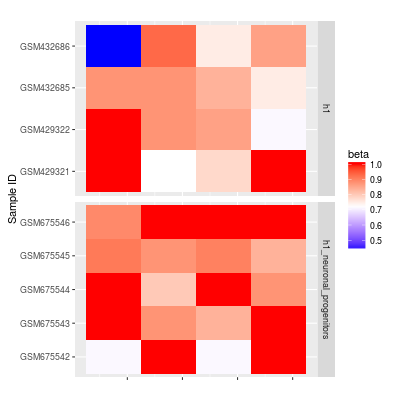 GSM432686
GSM432685
GSM429322
GSM429321
h1
GSM675546
GSM675545
GSM675544
GSM675543
GSM675542
h1_neuronal_progenitors
Sample ID
beta
1.0
0.9
0.8
0.7
0.6
0.5